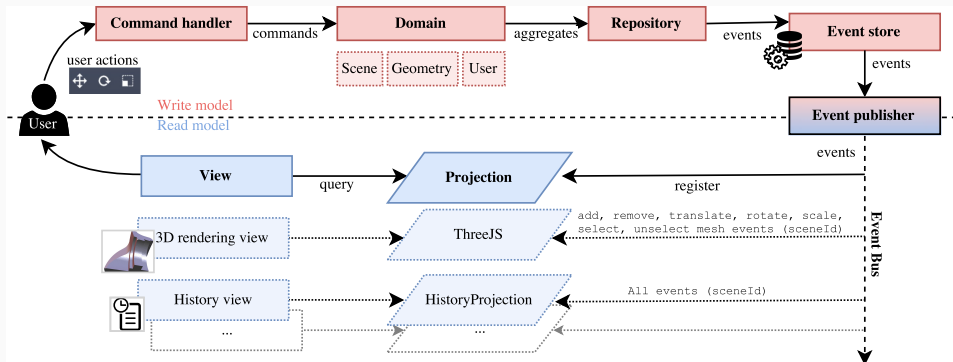 Command handler
commands
Domain
aggregates
Repository
events
Event store
user actions
Scene
Geometry
User
events
User
Write model
Read model
Event publisher
events
View
query
Projection
register
3D rendering view
ThreeJS
add, remove, translate, rotate, scale,
select, unselect mesh events (sceneId)
Event Bus
History view
HistoryProjection
All events (sceneId)
...
...